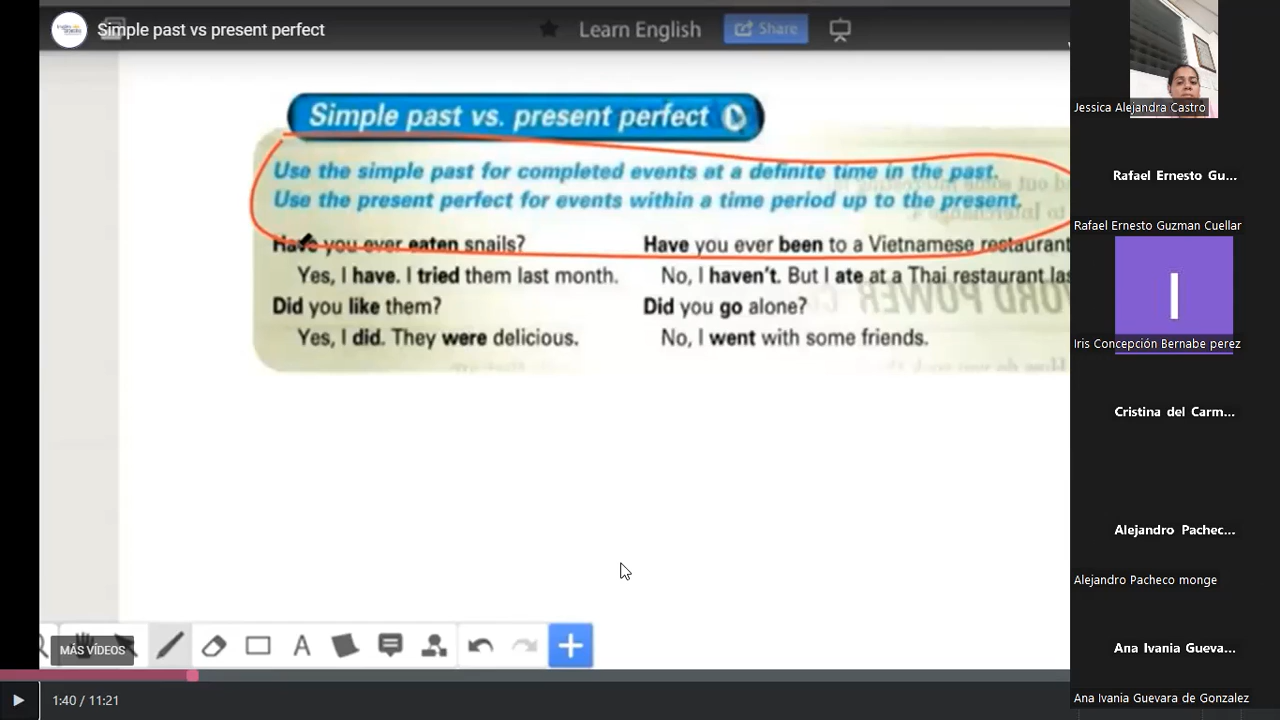 Simple past vs present perfect
Learn English
Share
Simple past vs. present perfect
Use the simple past for completed events at a definite time in the past.
Use the present perfect for events within a time period up to the present.
Have you ever eaten snails?
Yes, I have. I tried them last month.
Did you like them?
Yes, I did. They were delicious.
Have you ever been to a Vietnamese restaurant
No, I haven't. But I ate at a Thai restaurant
Did you go alone?
No, I went with some friends.
MÁS VÍDEOS
1:40 / 11:21
Jessica Alejandra Castro
Rafael Ernesto Gu...
Rafael Ernesto Guzman Cuellar
I
Iris Concepción Bernabe perez
Cristina del Carm...
Alejandro Pachec...
Alejandro Pacheco monge
Ana Ivania Gueva...
Ana Ivania Guevara de Gonzalez